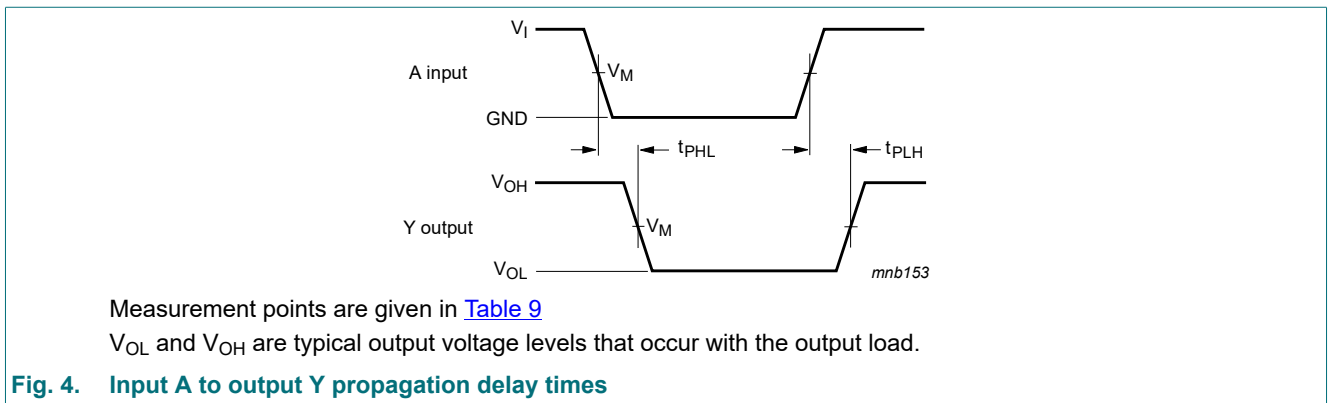 V_I
A input
V_M
GND
t_PHL
t_PLH
V_OH
Y output
V_M
V_OL
mnb153
Measurement points are given in Table 9
V_OL and V_OH are typical output voltage levels that occur with the output load.
Fig. 4. Input A to output Y propagation delay times